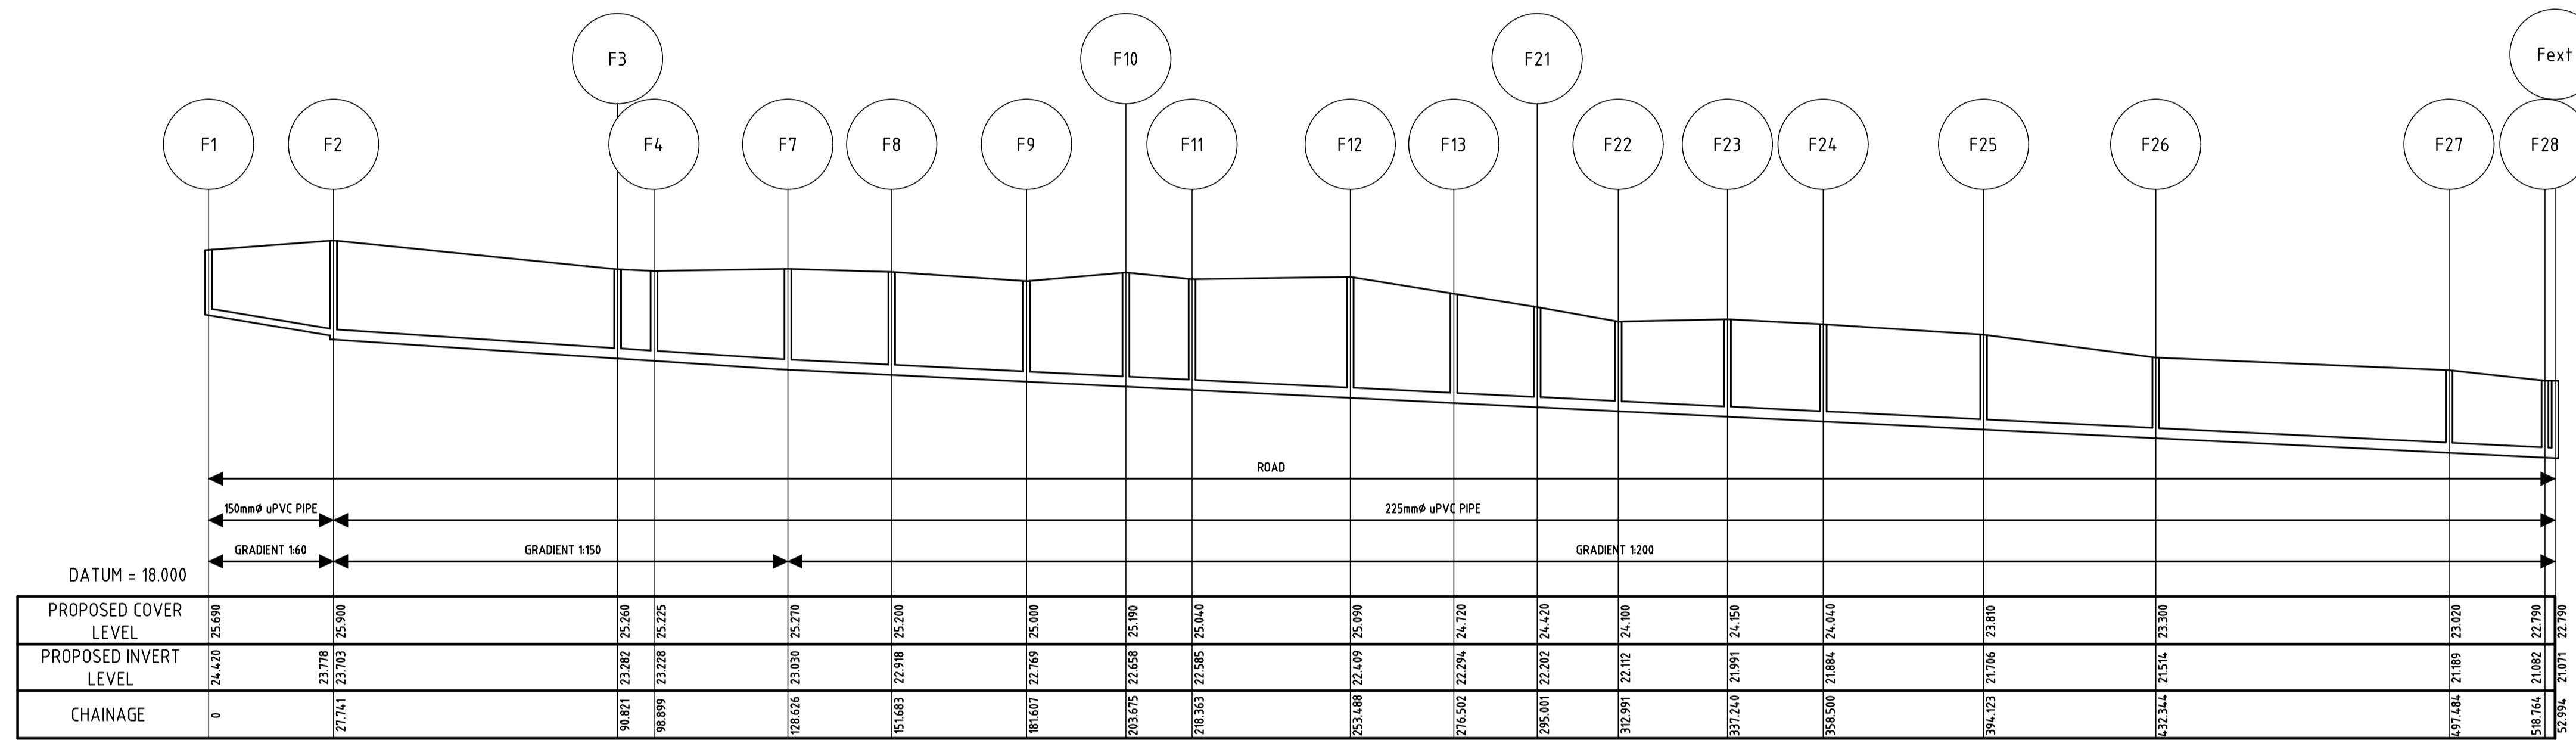 Fext
F3
F10
F21
F1
F2
F4
F7
F8
F9
F11
F12
F13
F22
F23
F24
F25
F26
F27
F28
ROAD
150mmØ uPVC PIPE
225mmØ uPVC PIPE
GRADIENT 1:60
GRADIENT 1:150
GRADIENT 1:200
DATUM = 18.000
PROPOSED COVER
LEVEL
25.690
25.900
25.260
25.225
25.270
25.200
25.000
25.190
25.040
25.090
24.720
24.420
24.100
24.150
24.040
23.810
23.300
23.020
22.790
22.790
PROPOSED INVERT
LEVEL
24.420
23.778
23.703
23.282
23.228
23.030
22.918
22.769
22.658
22.585
22.409
22.294
22.202
22.112
21.991
21.884
21.706
21.514
21.189
21.082
21.071
CHAINAGE
0
27.741
90.821
98.899
128.626
151.683
181.607
203.675
218.363
253.488
276.502
295.001
312.991
337.240
358.500
394.123
432.344
497.484
518.764
52.994